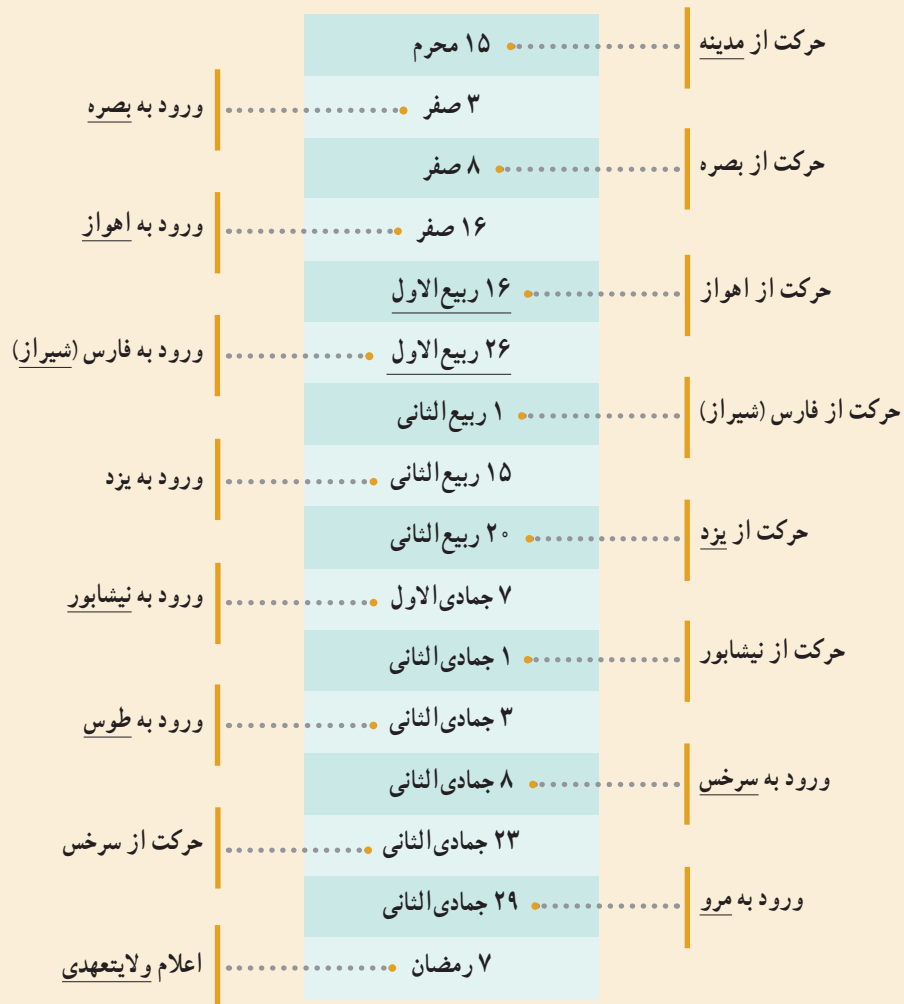 حرکت از مدینه
۱۵ محرم
۳ صفر
ورود به بصره
حرکت از بصره
۸ صفر
۱۶ صفر
ورود به اهواز
حرکت از اهواز
۱۶ ربیع‌الاول
۲۶ ربیع‌الاول
ورود به فارس (شیراز)
حرکت از فارس (شیراز)
۱ ربیع‌الثانی
۱۵ ربیع‌الثانی
ورود به یزد
حرکت از یزد
۲۰ ربیع‌الثانی
۷ جمادی‌الاول
ورود به نیشابور
حرکت از نیشابور
۱ جمادی‌الثانی
۳ جمادی‌الثانی
ورود به طوس
ورود به سرخس
۸ جمادی‌الثانی
۲۳ جمادی‌الثانی
حرکت از سرخس
ورود به مرو
۲۹ جمادی‌الثانی
۷ رمضان
اعلام ولایتعهدی